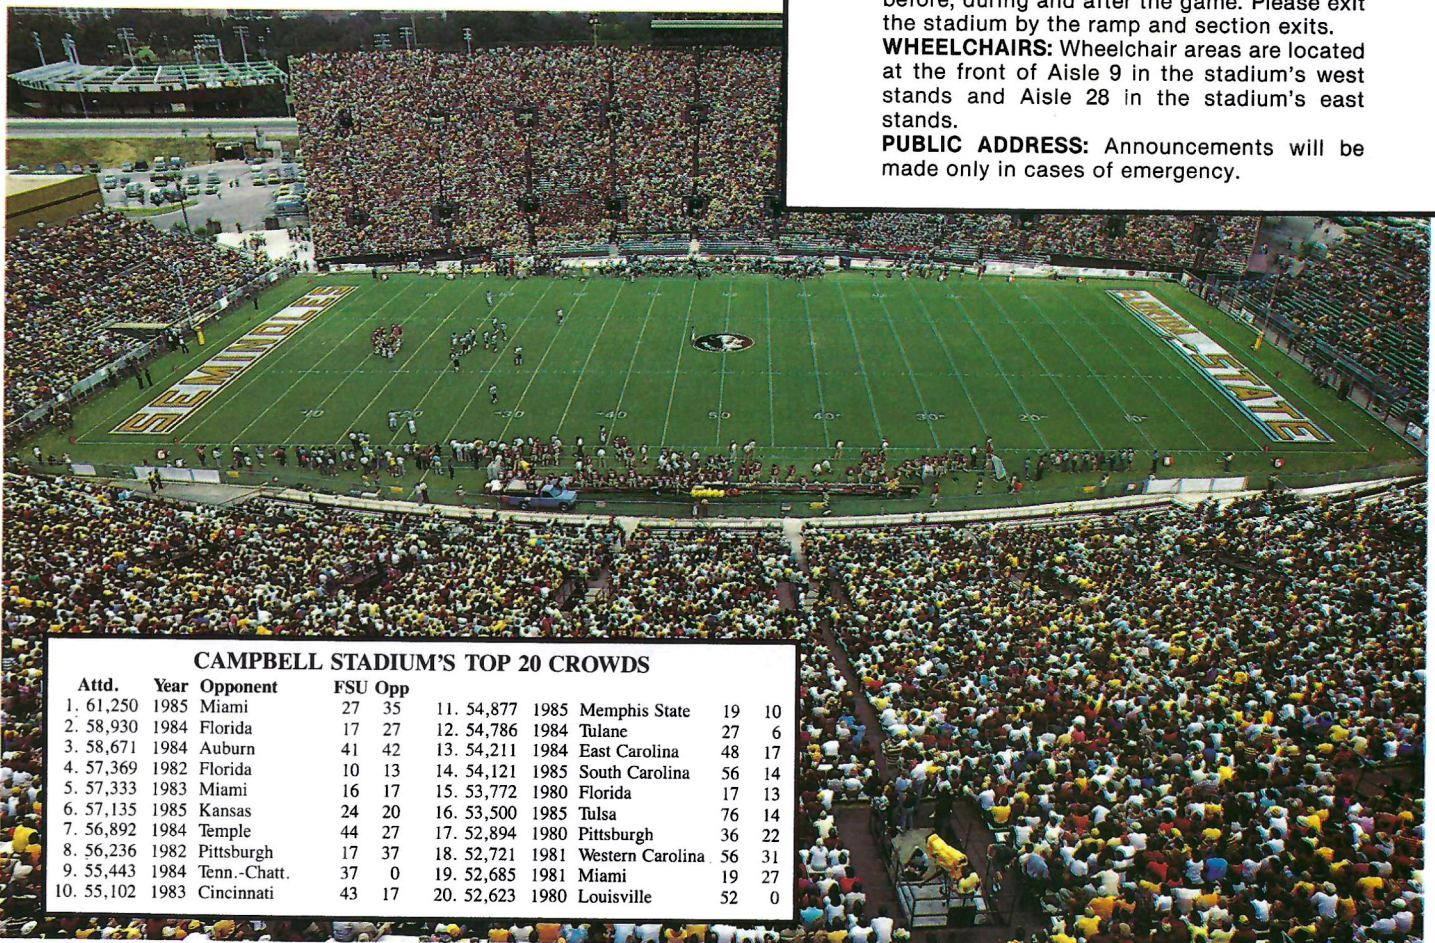 before, during and after the game. Please exit
the stadium by the ramp and section exits.
WHEELCHAIRS: Wheelchair areas are located
at the front of Aisle 9 in the stadium's west
stands and Aisle 28 in the stadium's east
stands.
PUBLIC ADDRESS: Announcements will be
made only in cases of emergency.
SEMINOLES
STATE
10 20 30 40 50 60 30 20 10
CAMPBELL STADIUM'S TOP 20 CROWDS
Attd. Year Opponent FSU Opp
1. 61,250 1985 Miami 27 35
2. 58,930 1984 Florida 17 27
3. 58,671 1984 Auburn 41 42
4. 57,369 1982 Florida 10 13
5. 57,333 1983 Miami 16 17
6. 57,135 1985 Kansas 24 20
7. 56,892 1984 Temple 44 27
8. 56,236 1982 Pittsburgh 17 37
9. 55,443 1984 Tenn.-Chatt. 37 0
10. 55,102 1983 Cincinnati 43 17
11. 54,877 1985 Memphis State 19 10
12. 54,786 1984 Tulane 27 6
13. 54,211 1984 East Carolina 48 17
14. 54,121 1985 South Carolina 56 14
15. 53,772 1980 Florida 17 13
16. 53,500 1985 Tulsa 76 14
17. 52,894 1980 Pittsburgh 36 22
18. 52,721 1981 Western Carolina 56 31
19. 52,685 1981 Miami 19 27
20. 52,623 1980 Louisville 52 0